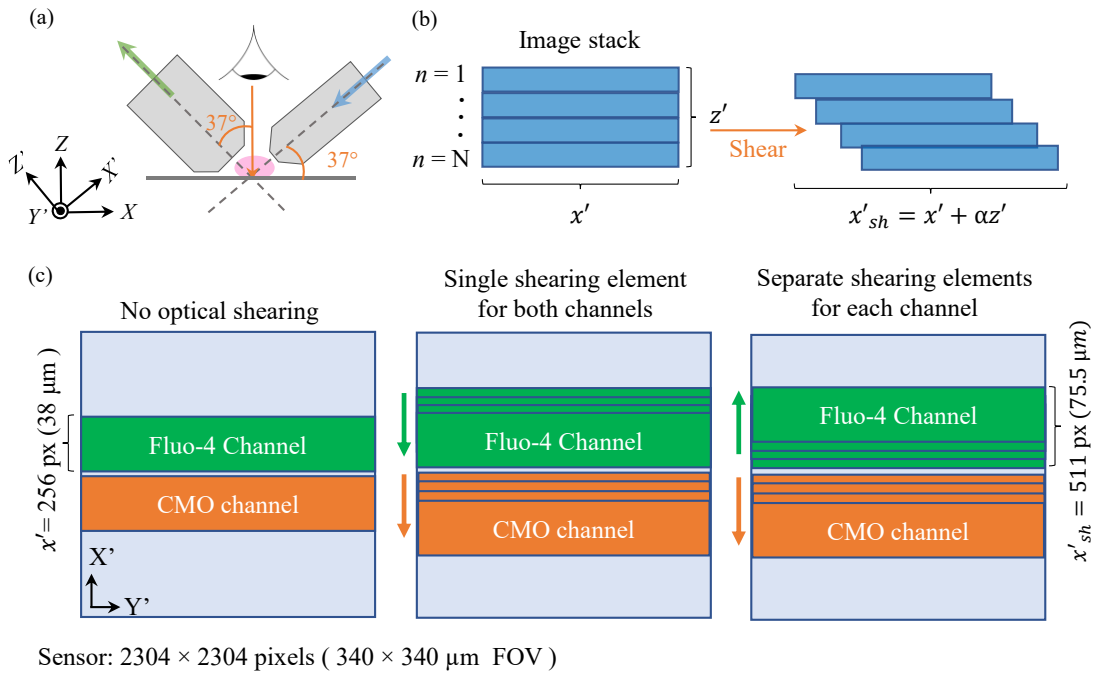 (a)
37°
37°
Z
Z'
X'
Y'
X
(b)
Image stack
n = 1
n = N
z'
x'
Shear
x'sh = x' + αz'
(c)
No optical shearing
Single shearing element
for both channels
Separate shearing elements
for each channel
x' = 256 px (38 µm )
Fluo-4 Channel
CMO channel
X'
Y'
Fluo-4 Channel
CMO channel
Fluo-4 Channel
CMO channel
x'sh = 511 px (75.5 µm)
Sensor: 2304 × 2304 pixels ( 340 × 340 µm FOV )